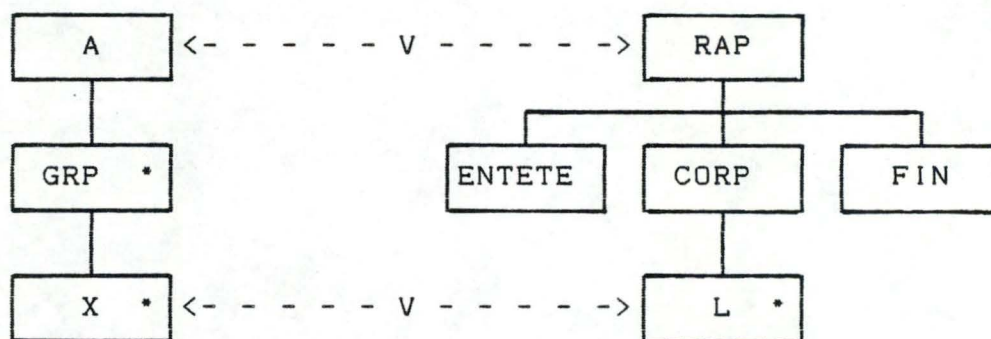 A <- - - - - - V - - - - - -> RAP
GRP * ENTETE CORP FIN
X * <- - - - - - V - - - - - -> L *